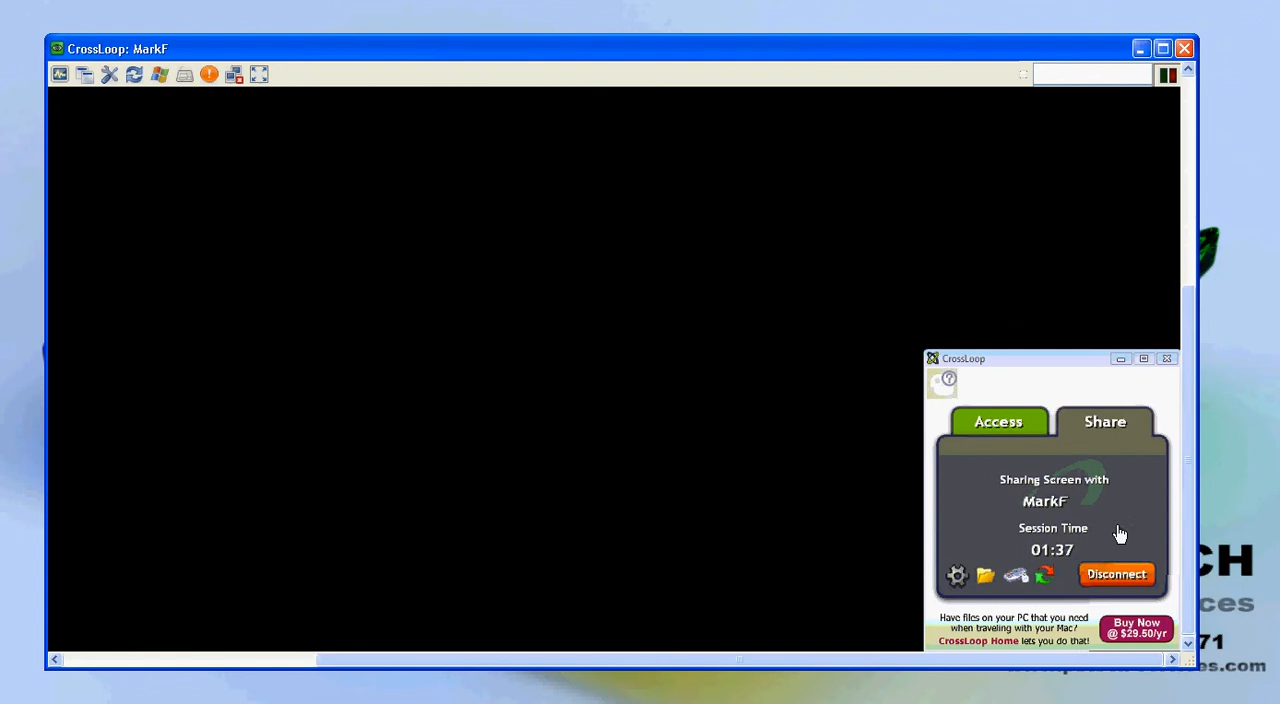 CrossLoop: MarkF
CrossLoop
Access
Share
Sharing Screen with
MarkF
Session Time
01:37
Disconnect
Have files on your PC that you need
when traveling with your Mac?
CrossLoop Home lets you do that!
Buy Now
@ $29.50/yr
CH
ces
71
es.com